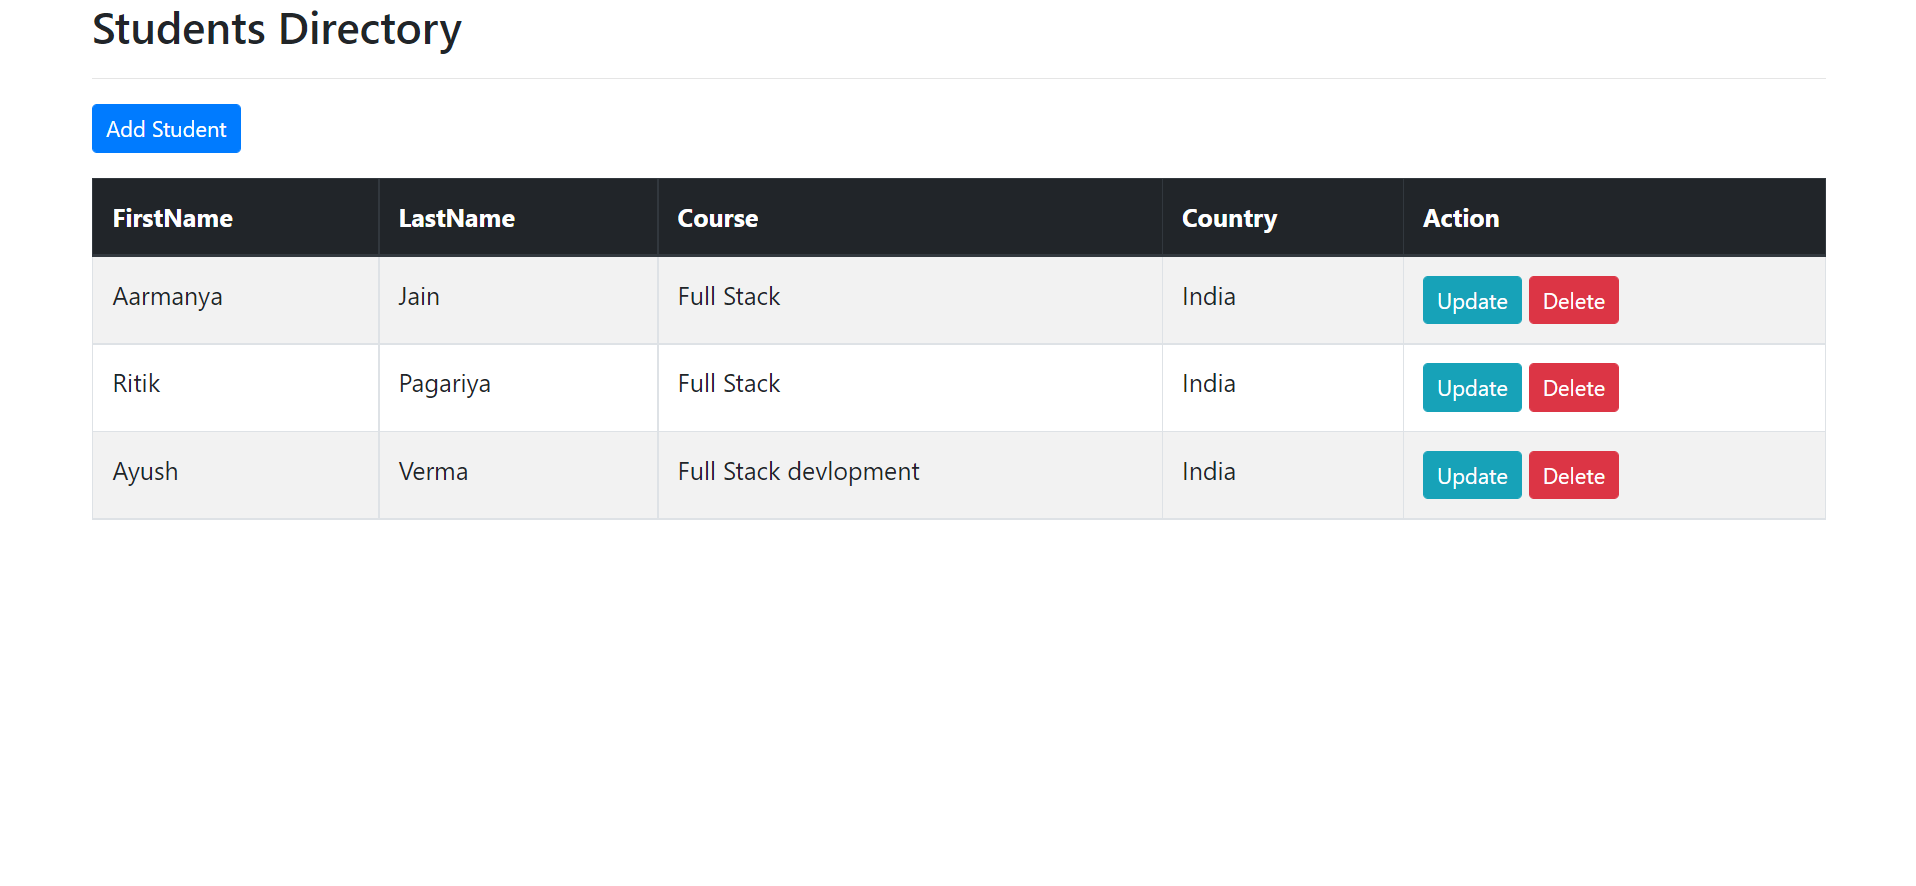 Students Directory
Add Student
FirstName LastName Course Country Action
Aarmanya Jain Full Stack India Update Delete
Ritik Pagariya Full Stack India Update Delete
Ayush Verma Full Stack devlopment India Update Delete